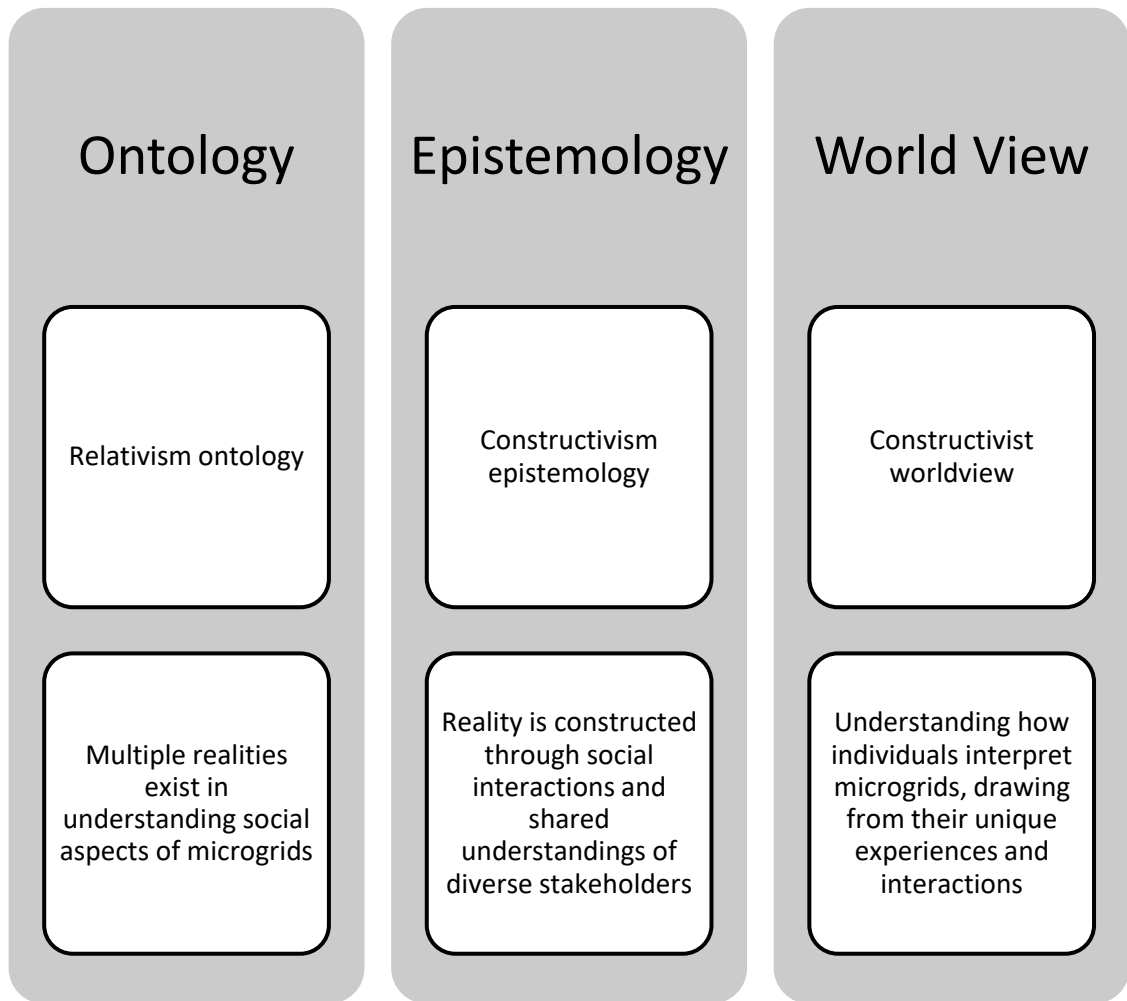 Ontology
Relativism ontology
Multiple realities
exist in
understanding social
aspects of microgrids
Epistemology
Constructivism
epistemology
Reality is constructed
through social
interactions and
shared
understandings of
diverse stakeholders
World View
Constructivist
worldview
Understanding how
individuals interpret
microgrids, drawing
from their unique
experiences and
interactions